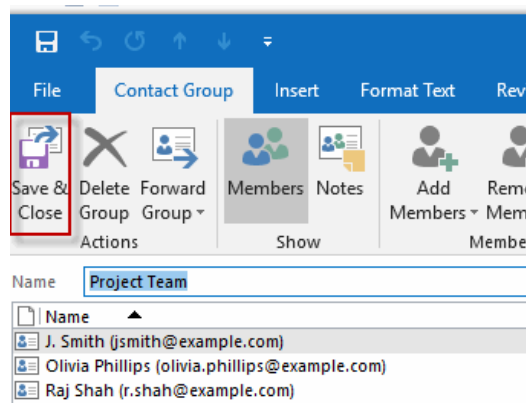 File Contact Group Insert Format Text
Save & Delete Forward Members Notes Add
Close Group Group Members
Actions Show
Name Project Team
Name
J. Smith (jsmith@example.com)
Olivia Phillips (olivia.phillips@example.com)
Raj Shah (r.shah@example.com)